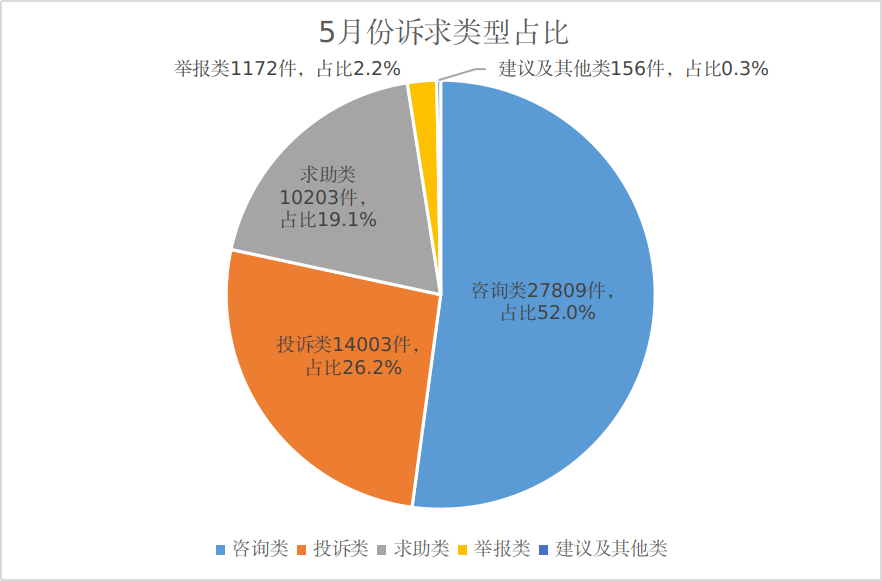 5月份诉求类型占比
举报类1172件，占比2.2%
建议及其他类156件，占比0.3%
求助类
10203件，
占比19.1%
咨询类27809件，
占比52.0%
投诉类14003件，
占比26.2%
咨询类 投诉类 求助类 举报类 建议及其他类